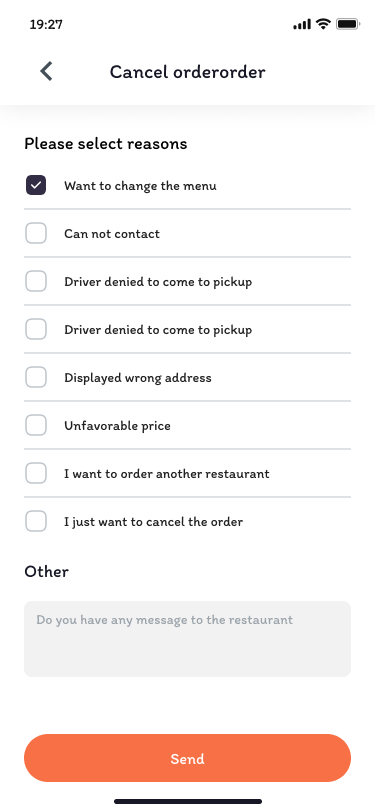 19:27
Cancel orderorder
Please select reasons
Want to change the menu
Can not contact
Driver denied to come to pickup
Driver denied to come to pickup
Displayed wrong address
Unfavorable price
I want to order another restaurant
I just want to cancel the order
Other
Do you have any message to the restaurant
Send